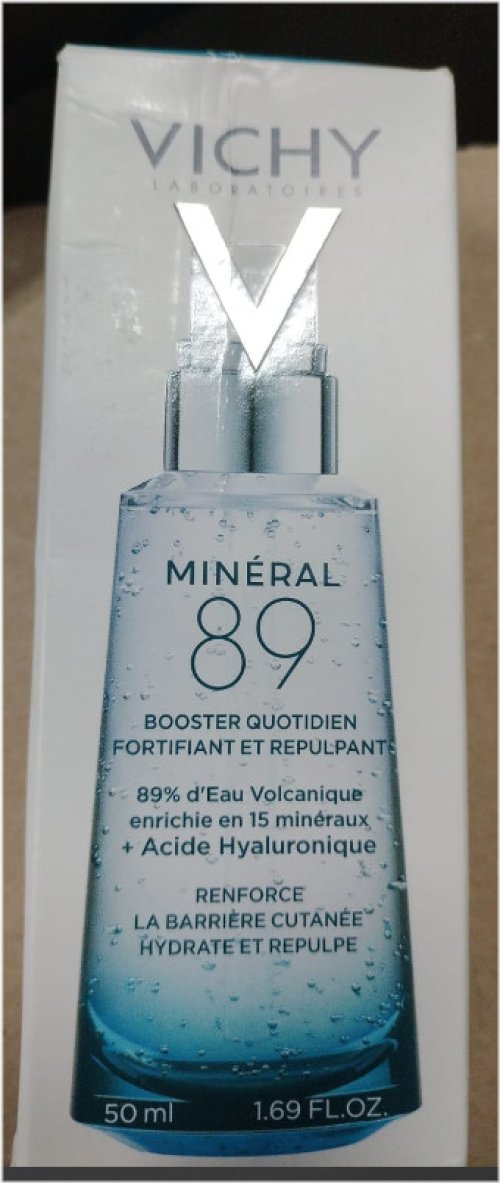 VICHY
LABORATOIRES
V
MINÉRAL
89
BOOSTER QUOTIDIEN
FORTIFIANT ET REPULPANT
89% d'Eau Volcanique
enrichie en 15 minéraux
+ Acide Hyaluronique
RENFORCE
LA BARRIÈRE CUTANÉE
HYDRATE ET REPULPE
50 ml 1.69 FL.OZ.